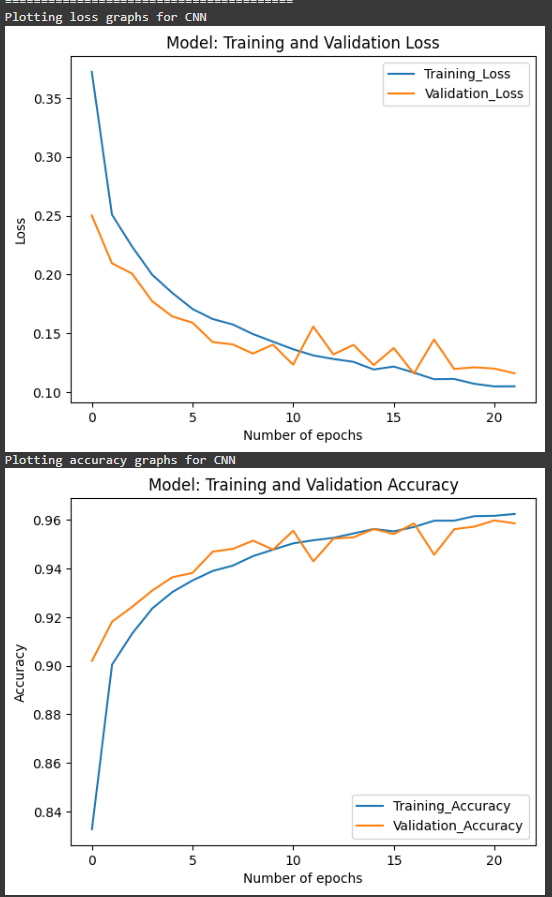 ========================================
Plotting loss graphs for CNN
Model: Training and Validation Loss
Training_Loss
Validation_Loss
0.35
0.30
0.25
0.20
0.15
0.10
Loss
0 5 10 15 20
Number of epochs
Plotting accuracy graphs for CNN
Model: Training and Validation Accuracy
0.96
0.94
0.92
0.90
0.88
0.86
0.84
Accuracy
Training_Accuracy
Validation_Accuracy
0 5 10 15 20
Number of epochs